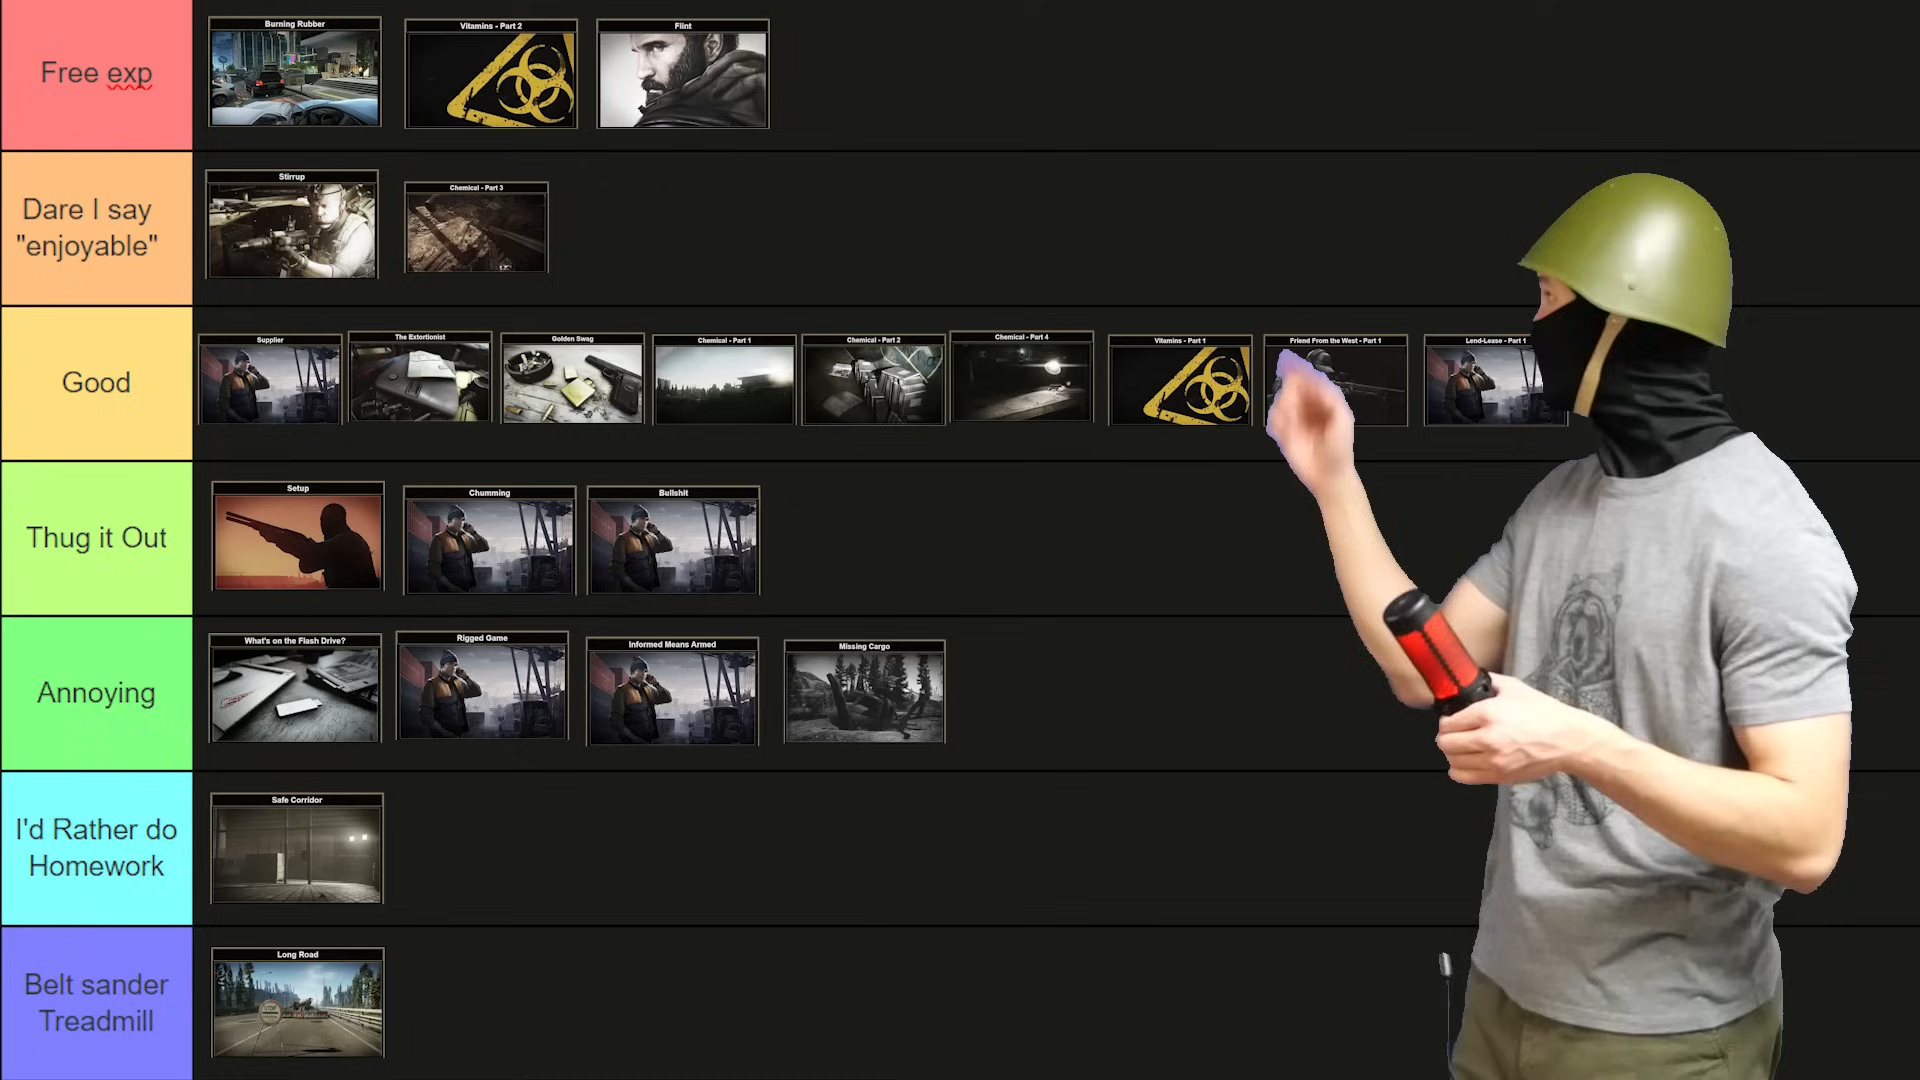 Free exp
Burning Rubber
Vitamins - Part 2
Flint
Dare I say
"enjoyable"
Stirrup
Chemical - Part 3
Good
Supplier
The Extortionist
Golden Swag
Chemical - Part 1
Chemical - Part 2
Chemical - Part 4
Vitamins - Part 1
Friend From the West - Part 1
Lend-Lease - Part 1
Thug it Out
Setup
Chumming
Bullshit
Annoying
What's on the Flash Drive?
Rigged Game
Informed Means Armed
Missing Cargo
I'd Rather do
Homework
Safe Corridor
Belt sander
Treadmill
Long Road
STOP